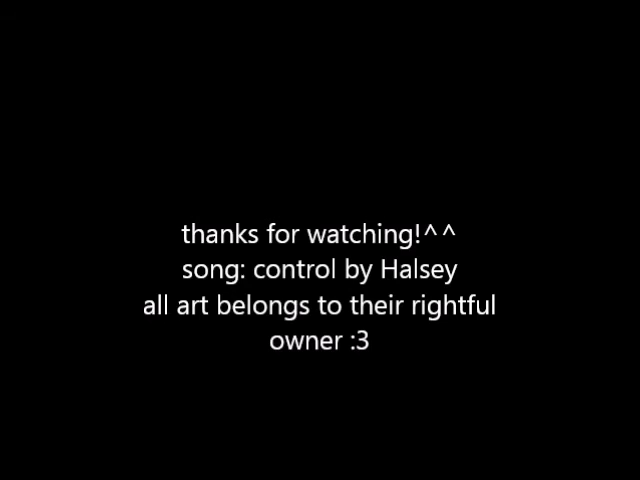 thanks for watching!^^
song: control by Halsey
all art belongs to their rightful
owner :3